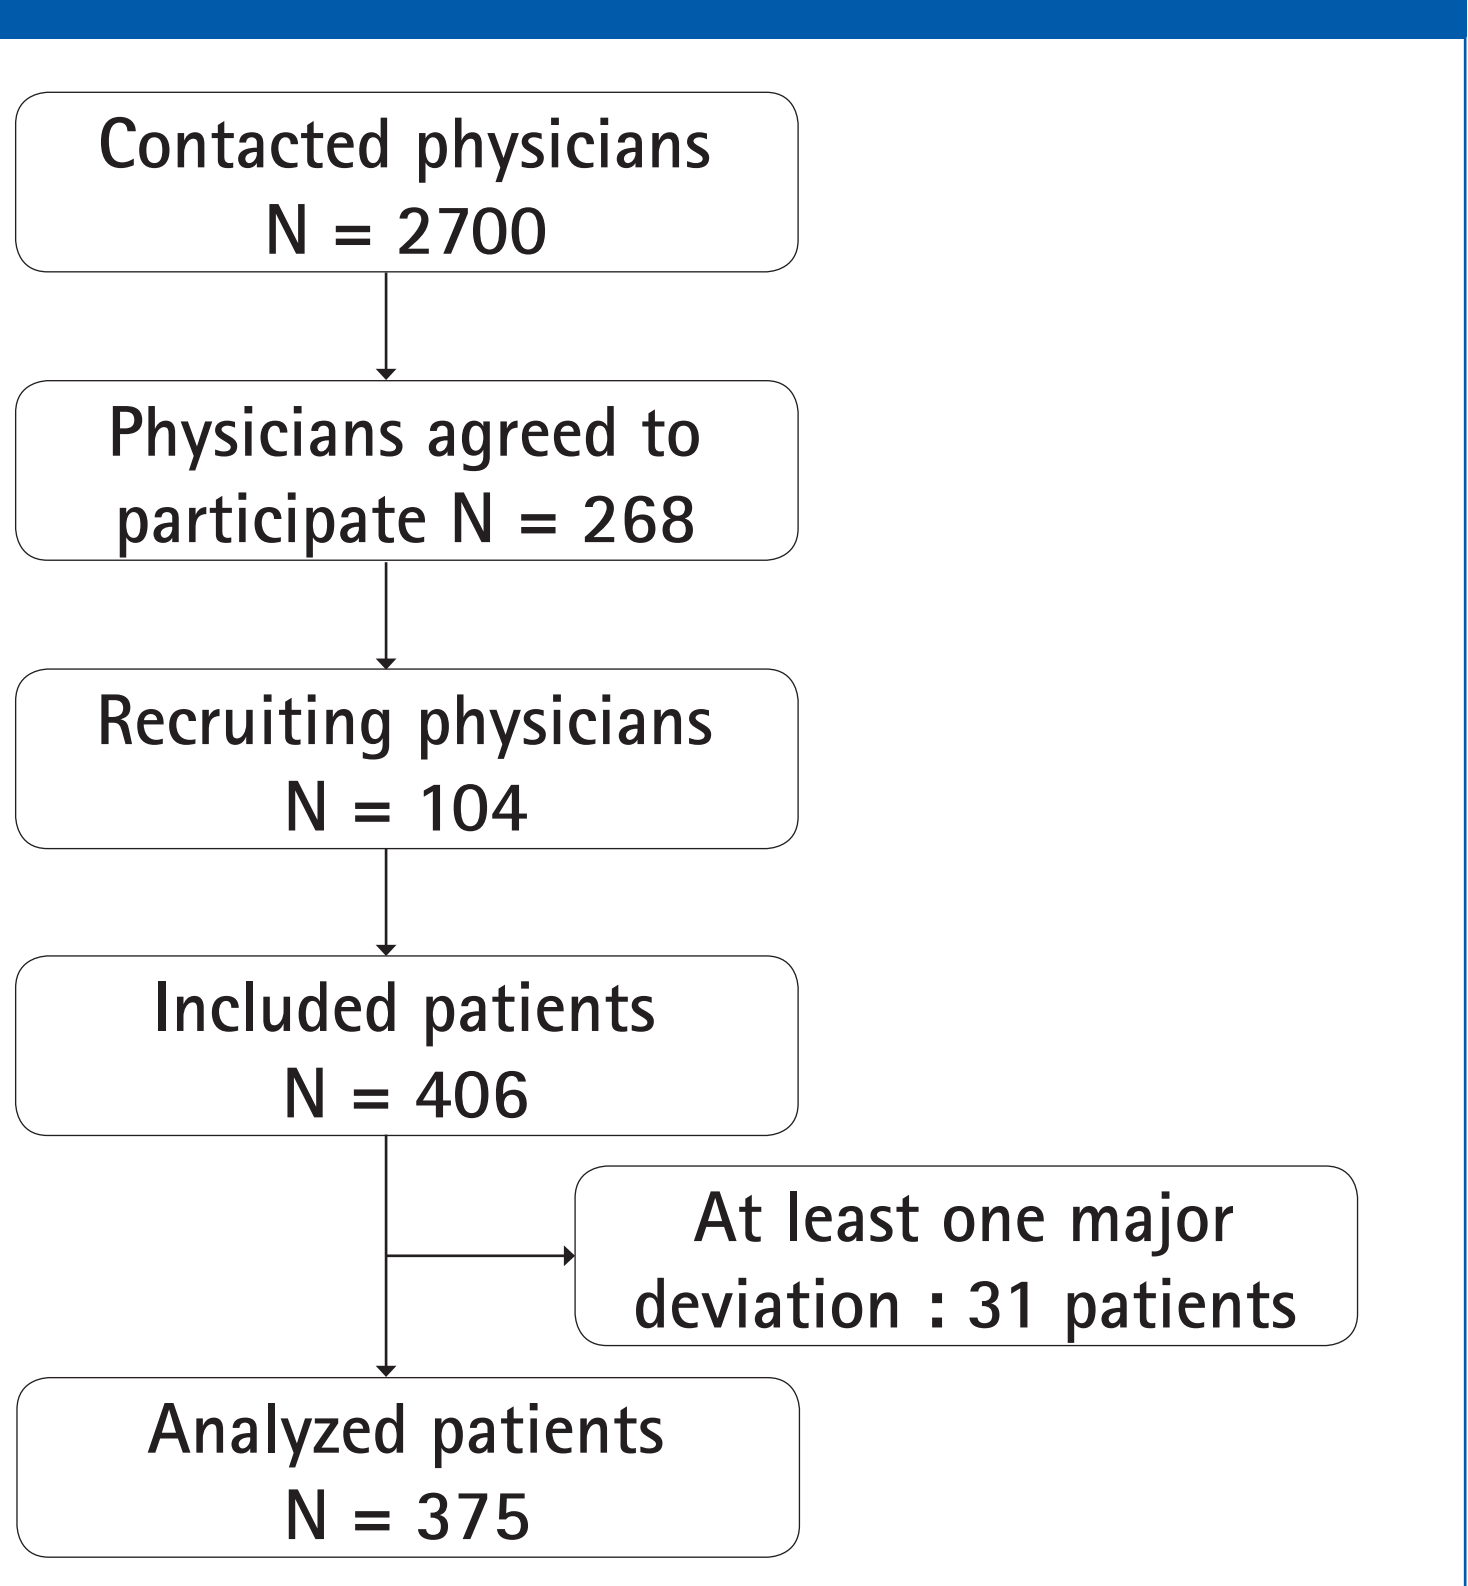 Contacted physicians
N = 2700
Physicians agreed to
participate N = 268
Recruiting physicians
N = 104
Included patients
N = 406
At least one major
deviation : 31 patients
Analyzed patients
N = 375